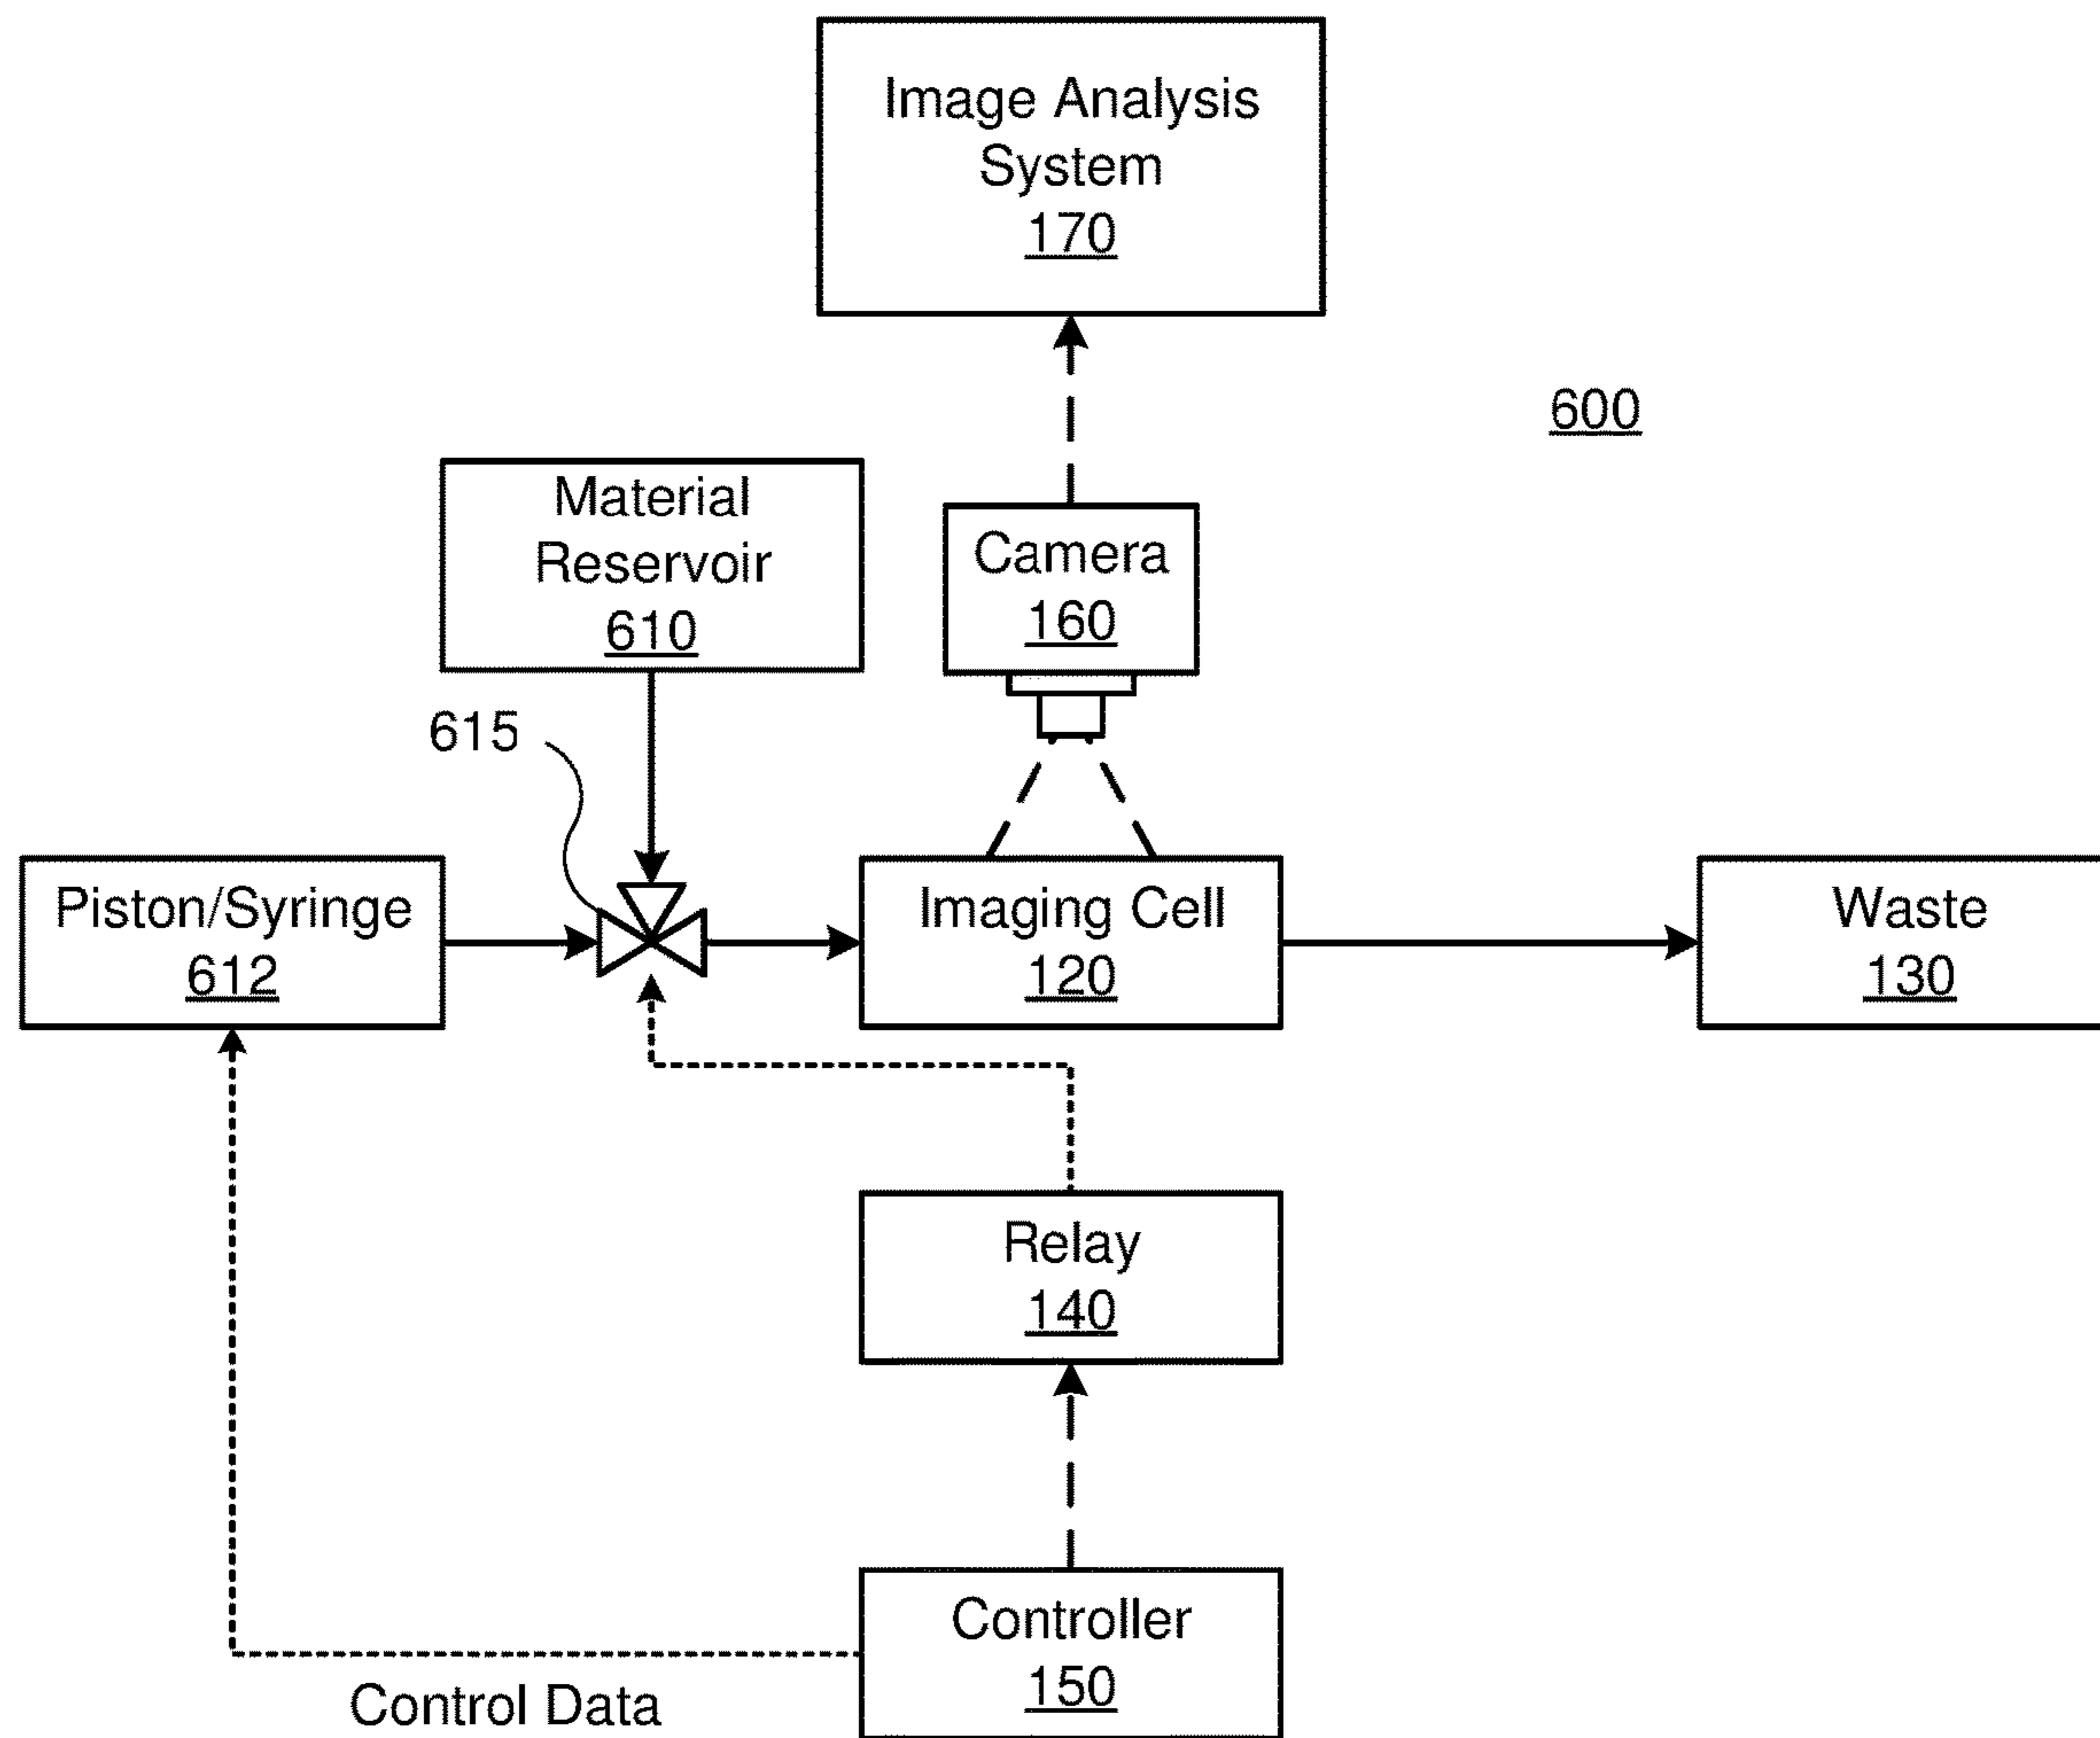 Image Analysis
System
170
600
Material
Reservoir
610
Camera
160
615
Piston/Syringe
612
Imaging Cell
120
Waste
130
Relay
140
Controller
150
Control Data